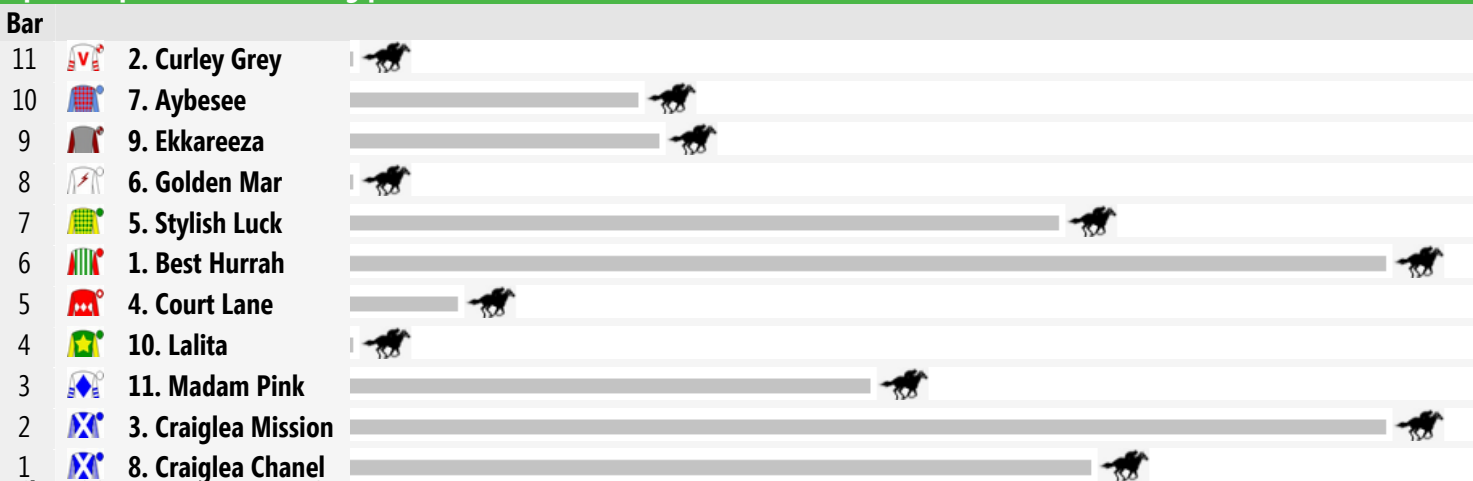 Bar
11 V 2. Curley Grey
10 7. Aybesee
9 9. Ekkareeza
8 6. Golden Mar
7 5. Stylish Luck
6 1. Best Hurrah
5 4. Court Lane
4 10. Lalita
3 11. Madam Pink
2 3. Craiglea Mission
1 8. Craiglea Chanel